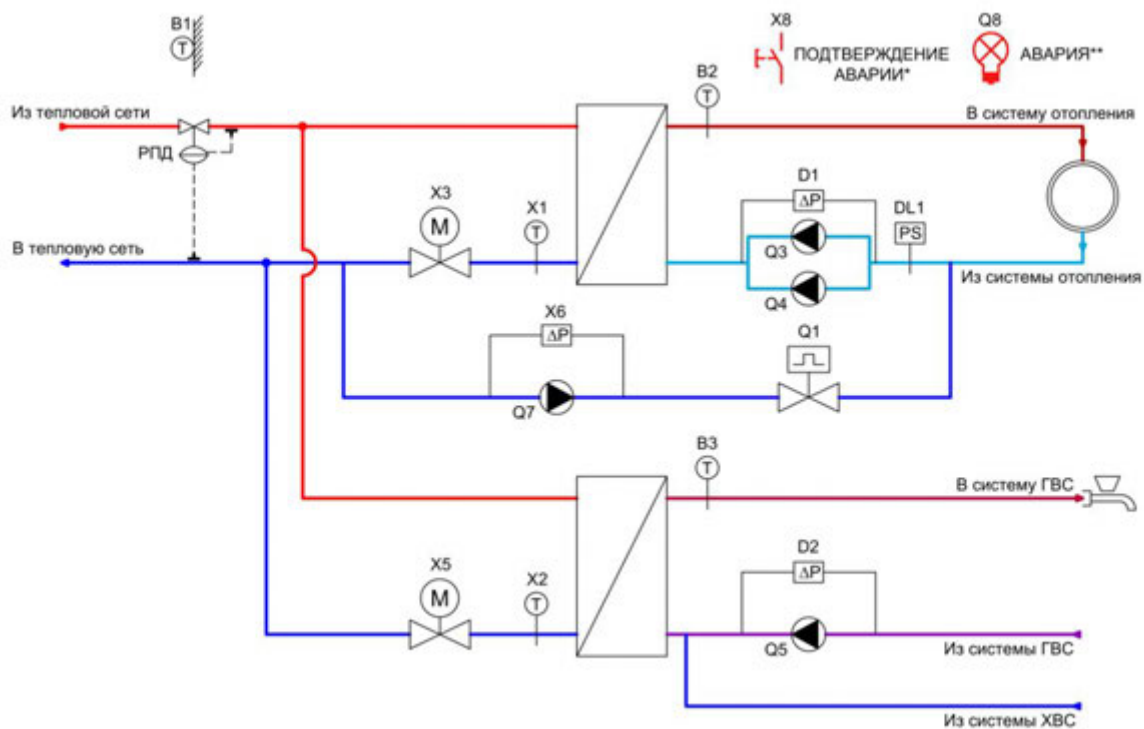 B1
T
X8
ПОДТВЕРЖДЕНИЕ
АВАРИИ*
Q8
АВАРИЯ**
B2
T
Из тепловой сети
В систему отопления
РПД
X3
M
X1
T
D1
ΔP
DL1
PS
Q3
Q4
В тепловую сеть
Из системы отопления
X6
ΔP
Q7
Q1
B3
T
В систему ГВС
X5
M
X2
T
D2
ΔP
Q5
Из системы ГВС
Из системы ХВС